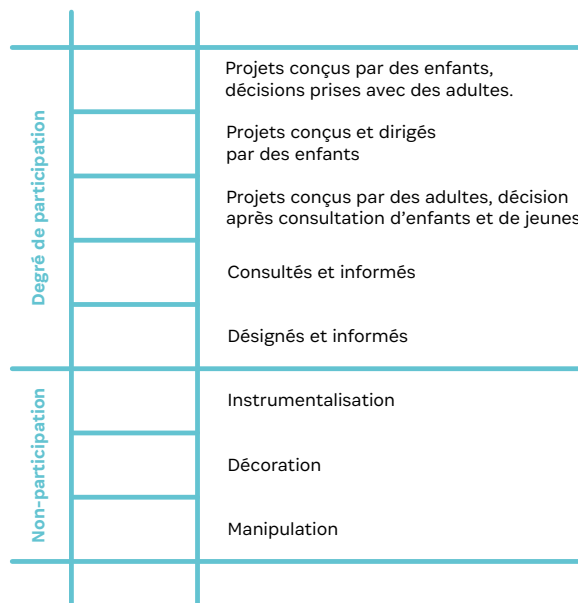 Degré de participation
Projets conçus par des enfants,
décisions prises avec des adultes.
Projets conçus et dirigés
par des enfants
Projets conçus par des adultes, décision
après consultation d’enfants et de jeunes
Consultés et informés
Désignés et informés
Non-participation
Instrumentalisation
Décoration
Manipulation